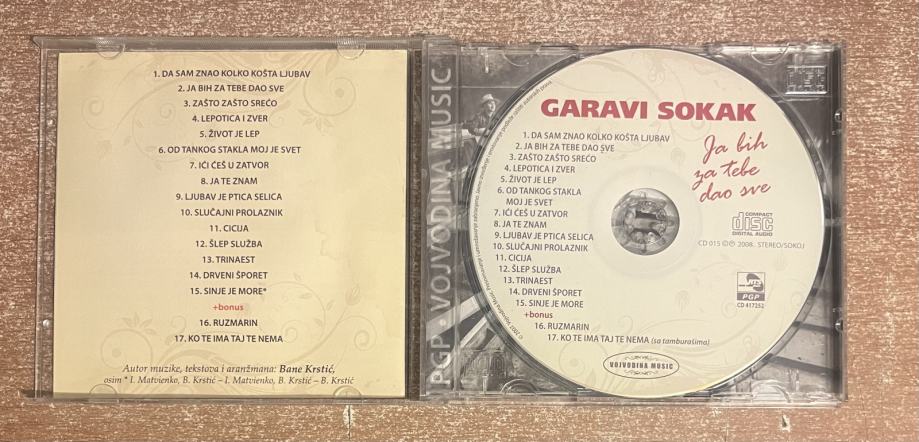 1. DA SAM ZNAO KOLKO KOŠTA LJUBAV
2. JA BIH ZA TEBE DAO SVE
3. ZAŠTO ZAŠTO SREĆO
4. LEPOTICA I ZVER
5. ŽIVOT JE LEP
6. OD TANKOG STAKLA MOJ JE SVET
7. IĆI ĆEŠ U ZATVOR
8. JA TE ZNAM
9. LJUBAV JE PTICA SELICA
10. SLUČAJNI PROLAZNIK
11. CICIJA
12. ŠLEP SLUŽBA
13. TRINAEST
14. DRVENI ŠPORET
15. SINJE JE MORE*
+bonus
16. RUZMARIN
17. KO TE IMA TAJ TE NEMA
Autor muzike, tekstova i aranžmana: Bane Krstić,
osim * I. Matvienko, B. Krstić – I. Matvienko, B. Krstić – B. Krstić
PGP · VOJVODINA MUSIC
GARAVI SOKAK
Ja bih
za tebe
dao sve
1. DA SAM ZNAO KOLKO KOŠTA LJUBAV
2. JA BIH ZA TEBE DAO SVE
3. ZAŠTO ZAŠTO SREĆO
4. LEPOTICA I ZVER
5. ŽIVOT JE LEP
6. OD TANKOG STAKLA
MOJ JE SVET
7. IĆI ĆEŠ U ZATVOR
8. JA TE ZNAM
9. LJUBAV JE PTICA SELICA
10. SLUČAJNI PROLAZNIK
11. CICIJA
12. ŠLEP SLUŽBA
13. TRINAEST
14. DRVENI ŠPORET
15. SINJE JE MORE
+bonus
16. RUZMARIN
17. KO TE IMA TAJ TE NEMA (sa tamburašima)
COMPACT
disc
DIGITAL AUDIO
CD 015 ©℗ 2008. STEREO/SOKOJ
RTS
PGP
CD 417252
VOJVODINA MUSIC